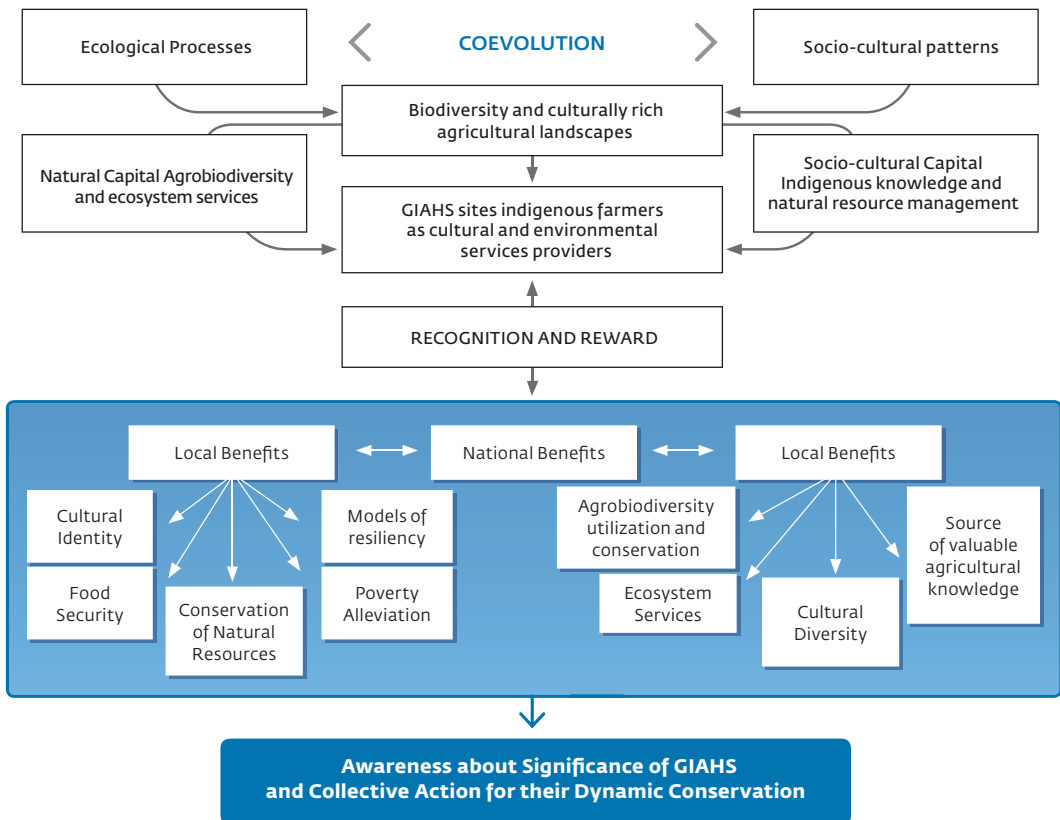 Ecological Processes
COEVOLUTION
Socio-cultural patterns
Biodiversity and culturally rich
agricultural landscapes
Natural Capital Agrobiodiversity
and ecosystem services
Socio-cultural Capital
Indigenous knowledge and
natural resource management
GIAHS sites indigenous farmers
as cultural and environmental
services providers
RECOGNITION AND REWARD
Local Benefits
National Benefits
Local Benefits
Cultural
Identity
Models of
resiliency
Agrobiodiversity
utilization and
conservation
Source
of valuable
agricultural
knowledge
Food
Security
Conservation
of Natural
Resources
Poverty
Alleviation
Ecosystem
Services
Cultural
Diversity
Awareness about Significance of GIAHS
and Collective Action for their Dynamic Conservation